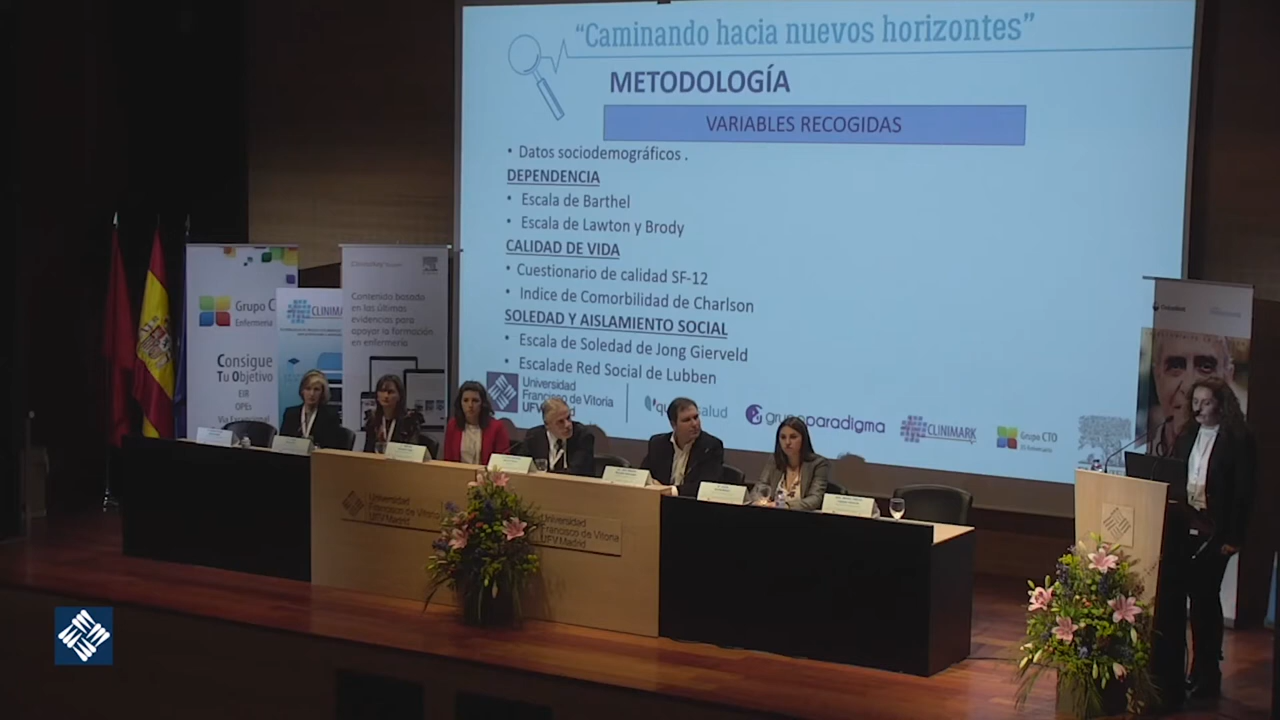 “Caminando hacia nuevos horizontes”
METODOLOGÍA
VARIABLES RECOGIDAS
• Datos sociodemográficos .
DEPENDENCIA
• Escala de Barthel
• Escala de Lawton y Brody
CALIDAD DE VIDA
• Cuestionario de calidad SF-12
• Indice de Comorbilidad de Charlson
SOLEDAD Y AISLAMIENTO SOCIAL
• Escala de Soledad de Jong Gierveld
• Escalade Red Social de Lubben
Universidad
Francisco de Vitoria
UFV Madrid
grupoparadigma
CLINIMARK
Grupo CTO
Grupo C
Enfermería
Consigue
Tu Objetivo
EIR
OPEs
Vía Excepcional
CLINIMARK
Contenido basado
en las últimas
evidencias para
apoyar la formación
en enfermería
Universidad
Francisco de Vitoria
UFV Madrid
Universidad
Francisco de Vitoria
UFV Madrid